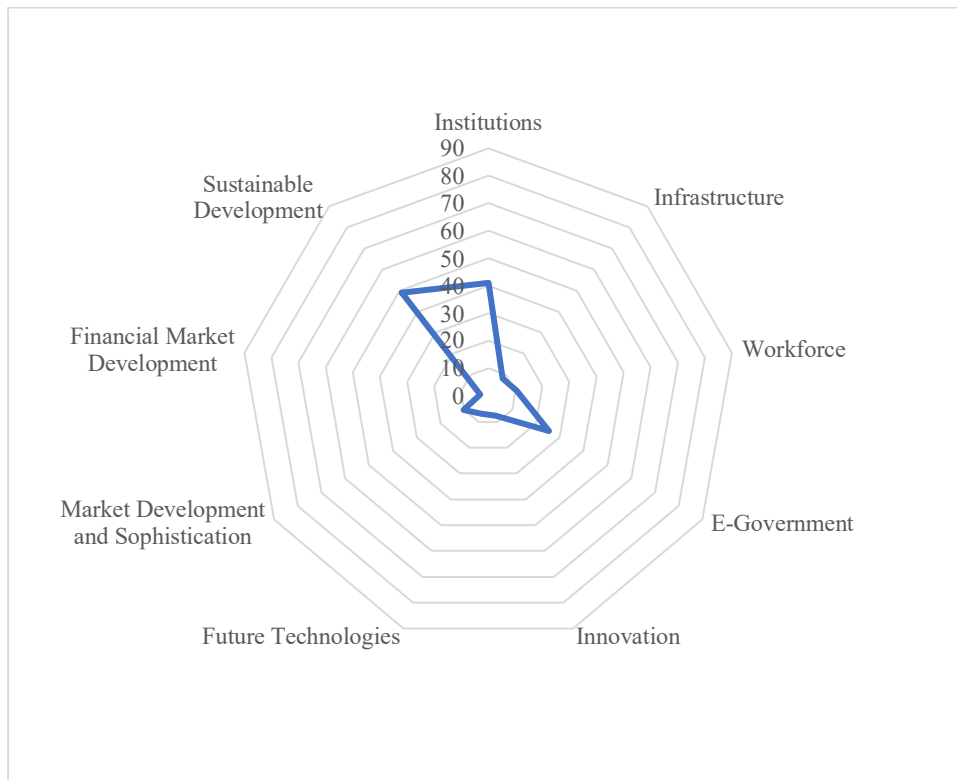 Institutions
90
80
70
60
50
40
30
20
10
0
Infrastructure
Workforce
E-Government
Innovation
Future Technologies
Market Development
and Sophistication
Financial Market
Development
Sustainable
Development